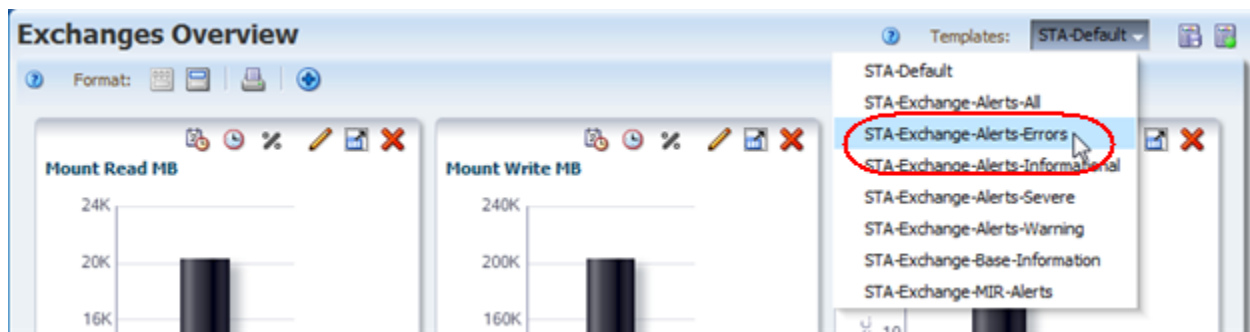 Exchanges Overview
Templates: STA-Default
Format:
STA-Default
STA-Exchange-Alerts-All
STA-Exchange-Alerts-Errors
STA-Exchange-Alerts-Informational
STA-Exchange-Alerts-Severe
STA-Exchange-Alerts-Warning
STA-Exchange-Base-Information
STA-Exchange-MIR-Alerts
Mount Read MB
24K
20K
16K
Mount Write MB
240K
200K
160K
10